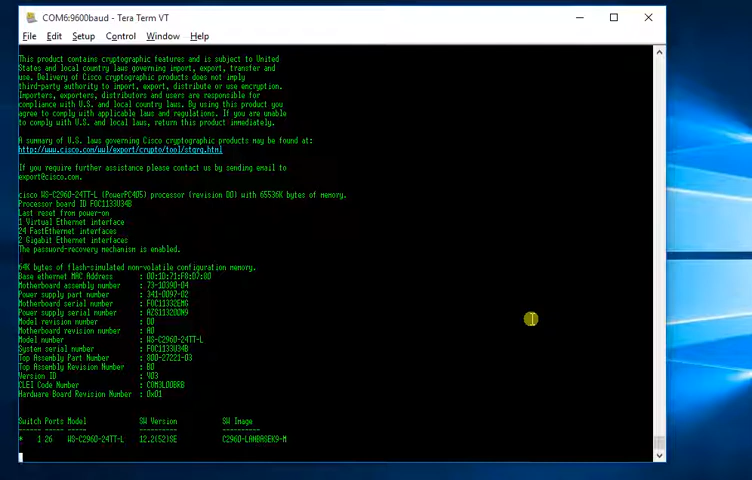 COM6:9600baud - Tera Term VT
File Edit Setup Control Window Help
This product contains cryptographic features and is subject to United
States and local country laws governing import, export, transfer and
use. Delivery of Cisco cryptographic products does not imply
third-party authority to import, export, distribute or use encryption.
Importers, exporters, distributors and users are responsible for
compliance with U.S. and local country laws. By using this product you
agree to comply with applicable laws and regulations. If you are unable
to comply with U.S. and local laws, return this product immediately.
A summary of U.S. laws governing Cisco cryptographic products may be found at:
http://www.cisco.com/wwl/export/crypto/tool/stqrg.html
If you require further assistance please contact us by sending email to
export@cisco.com.
cisco WS-C2960-24TT-L (PowerPC405) processor (revision D0) with 65536K bytes of memory.
Processor board ID FOC1133U34B
Last reset from power-on
1 Virtual Ethernet interface
24 FastEthernet interfaces
2 Gigabit Ethernet interfaces
The password-recovery mechanism is enabled.
64K bytes of flash-simulated non-volatile configuration memory.
Base ethernet MAC Address :
Motherboard assembly number : 73-10390-04
Power supply part number : 341-0097-02
Motherboard serial number : FOC11332EMG
Power supply serial number :
Model revision number : D0
Motherboard revision number : A0
Model number : WS-C2960-24TT-L
System serial number : FOC1133U34B
Top Assembly Part Number : 800-27221-03
Top Assembly Revision Number : B0
Version ID : V03
CLEI Code Number :
Hardware Board Revision Number : 0x01
Switch Ports Model SW Version SW Image
------ ----- ----- ---------- ----------
* 1 26 WS-C2960-24TT-L 12.2(52)SE C2960-LANBASEK9-M